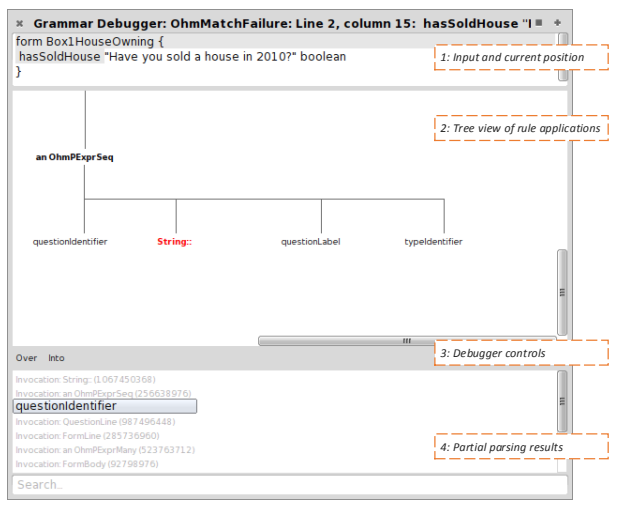 Grammar Debugger: OhmMatchFailure: Line 2, column 15: hasSoldHouse "
form Box1HouseOwning {
hasSoldHouse "Have you sold a house in 2010?" boolean
}
1: Input and current position
2: Tree view of rule applications
an OhmPExprSeq
questionIdentifier String:: questionLabel typeIdentifier
3: Debugger controls
Over Into
Invocation: String:: (1067450368)
Invocation: an OhmPExprSeq (256638976)
questionIdentifier
Invocation: QuestionLine (987496448)
Invocation: FormLine (285736960)
Invocation: an OhmPExprMany (523763712)
Invocation: FormBody (92798976)
4: Partial parsing results
Search..